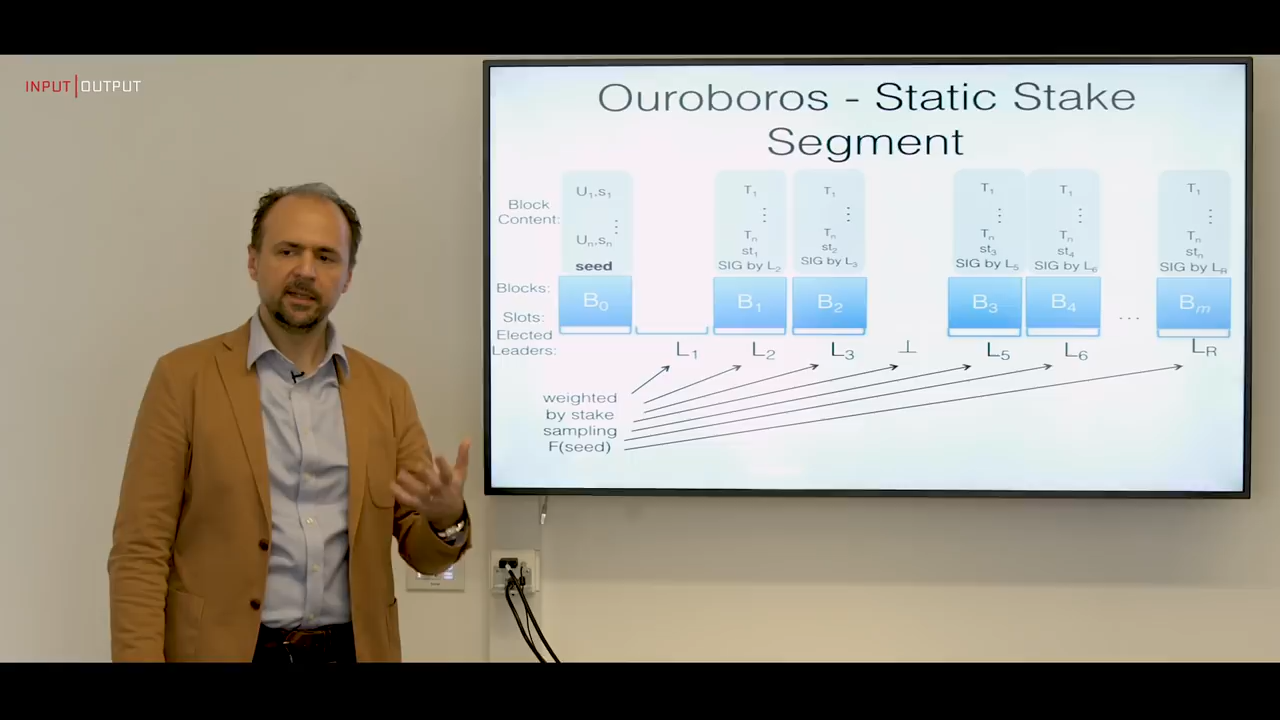 INPUT|OUTPUT
Ouroboros - Static Stake
Segment
Block
Content:
U₁.s₁
⋮
Uₙ.sₙ
seed
T₁
⋮
Tₙ
st₁
SIG by L₂
T₁
⋮
Tₙ
st₂
SIG by L₃
T₁
⋮
Tₙ
st₃
SIG by L₅
T₁
⋮
Tₙ
st₄
SIG by L₆
T₁
⋮
Tₙ
stₙ
SIG by L_R
Blocks:
B₀
B₁
B₂
B₃
B₄
. . .
Bₘ
Slots:
Elected
Leaders:
L₁
L₂
L₃
⊥
L₅
L₆
L_R
weighted
by stake
sampling
F(seed)